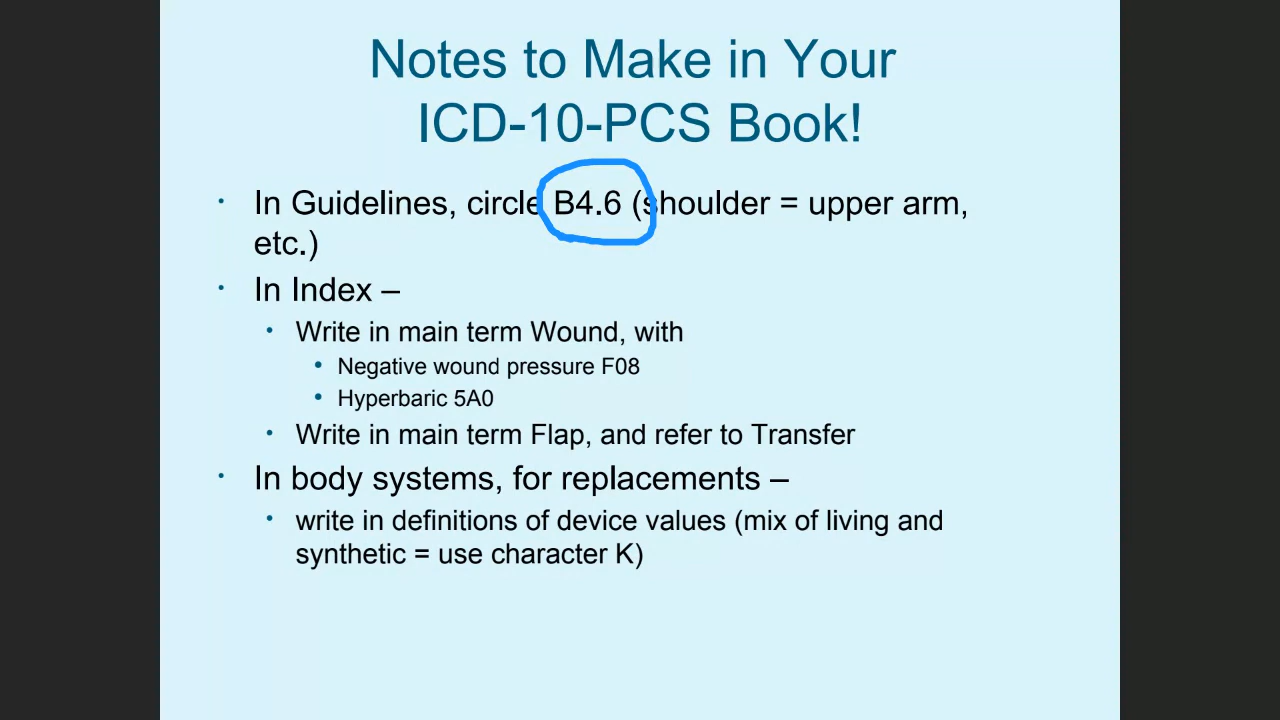 Notes to Make in Your
ICD-10-PCS Book!
• In Guidelines, circle B4.6 (shoulder = upper arm,
etc.)
• In Index –
• Write in main term Wound, with
• Negative wound pressure F08
• Hyperbaric 5A0
• Write in main term Flap, and refer to Transfer
• In body systems, for replacements –
• write in definitions of device values (mix of living and
synthetic = use character K)